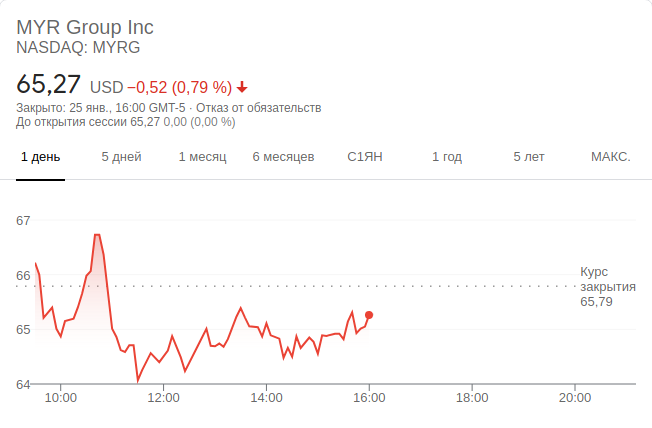 MYR Group Inc
NASDAQ: MYRG
65,27 USD −0,52 (0,79 %)
Закрыто: 25 янв., 16:00 GMT-5 · Отказ от обязательств
До открытия сессии 65,27 0,00 (0,00 %)
1 день 5 дней 1 месяц 6 месяцев С1ЯН 1 год 5 лет МАКС.
67
66
65
64
Курс
закрытия
65,79
10:00 12:00 14:00 16:00 18:00 20:00